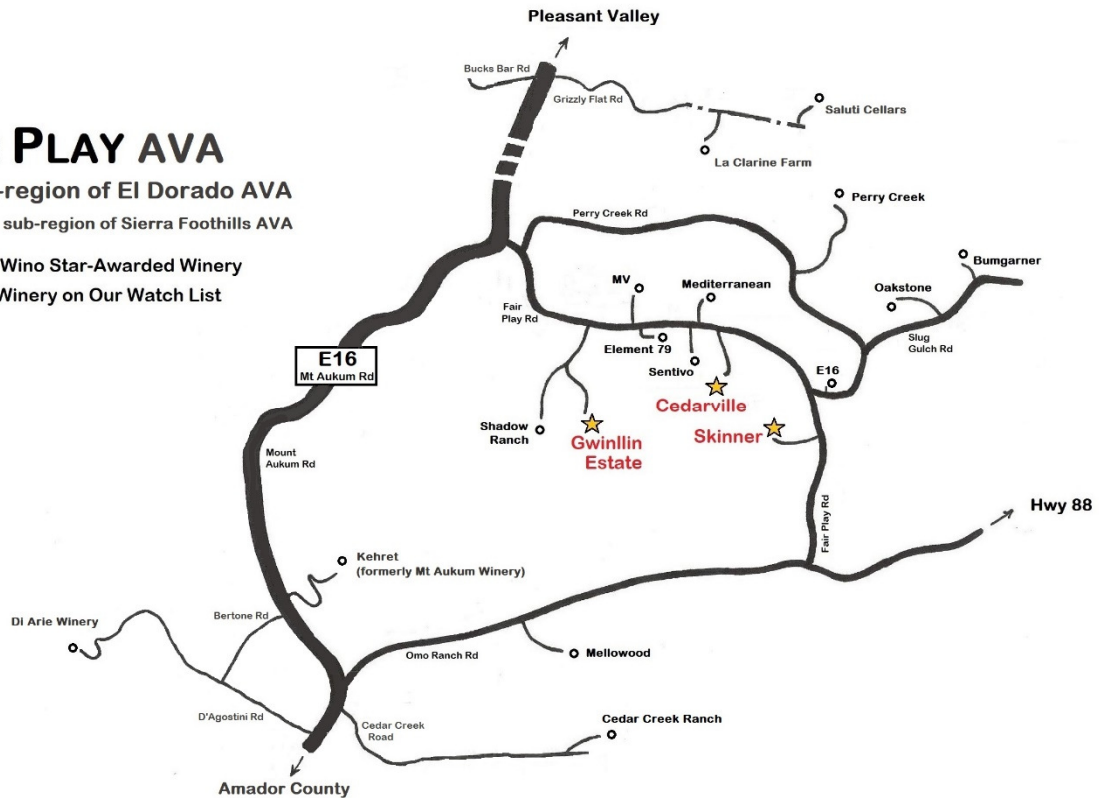 PLAY AVA
-region of El Dorado AVA
sub-region of Sierra Foothills AVA
Wino Star-Awarded Winery
Winery on Our Watch List
Pleasant Valley
Bucks Bar Rd
Grizzly Flat Rd
Saluti Cellars
La Clarine Farm
Perry Creek Rd
Perry Creek
Bumgarner
Oakstone
Slug
Gulch Rd
MV
Mediterranean
Fair
Play Rd
Element 79
Sentivo
E16
E16
Mt Aukum Rd
Cedarville
Skinner
Shadow
Ranch
Gwinllin
Estate
Mount
Aukum Rd
Fair Play Rd
Hwy 88
Kehret
(formerly Mt Aukum Winery)
Di Arie Winery
Bertone Rd
Omo Ranch Rd
Mellowood
D'Agostini Rd
Cedar Creek
Road
Cedar Creek Ranch
Amador County